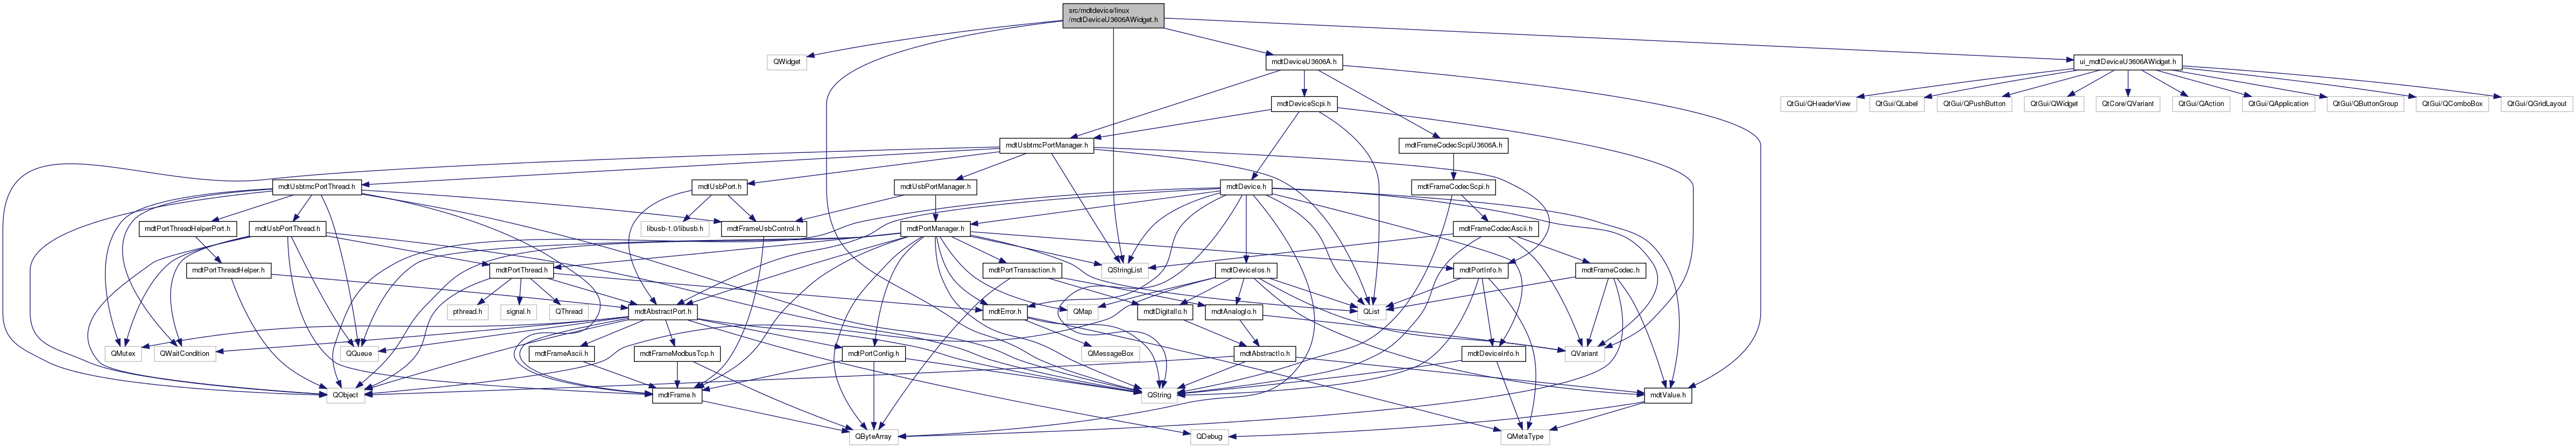 src/mdtdevice/linux
/mdtDeviceU3606AWidget.h
QWidget
mdtDeviceU3606A.h
ui_mdtDeviceU3606AWidget.h
mdtDeviceScpi.h
QtGui/QHeaderView
QtGui/QLabel
QtGui/QPushButton
QtGui/QWidget
QtCore/QVariant
QtGui/QAction
QtGui/QApplication
QtGui/QButtonGroup
QtGui/QComboBox
QtGui/QGridLayout
mdtUsbtmcPortManager.h
mdtFrameCodecScpiU3606A.h
mdtUsbtmcPortThread.h
mdtUsbPort.h
mdtUsbPortManager.h
mdtDevice.h
mdtFrameCodecScpi.h
mdtPortThreadHelperPort.h
mdtUsbPortThread.h
libusb-1.0/libusb.h
mdtFrameUsbControl.h
mdtPortManager.h
mdtFrameCodecAscii.h
mdtPortThreadHelper.h
mdtPortThread.h
mdtPortTransaction.h
QStringList
mdtDeviceIos.h
mdtPortInfo.h
mdtFrameCodec.h
pthread.h
signal.h
QThread
mdtAbstractPort.h
mdtError.h
QMap
mdtDigitalIo.h
mdtAnalogIo.h
QList
QMutex
QWaitCondition
QQueue
mdtFrameAscii.h
mdtFrameModbusTcp.h
mdtPortConfig.h
QMessageBox
mdtAbstractIo.h
mdtDeviceInfo.h
QVariant
QObject
mdtFrame.h
QString
mdtValue.h
QByteArray
QDebug
QMetaType